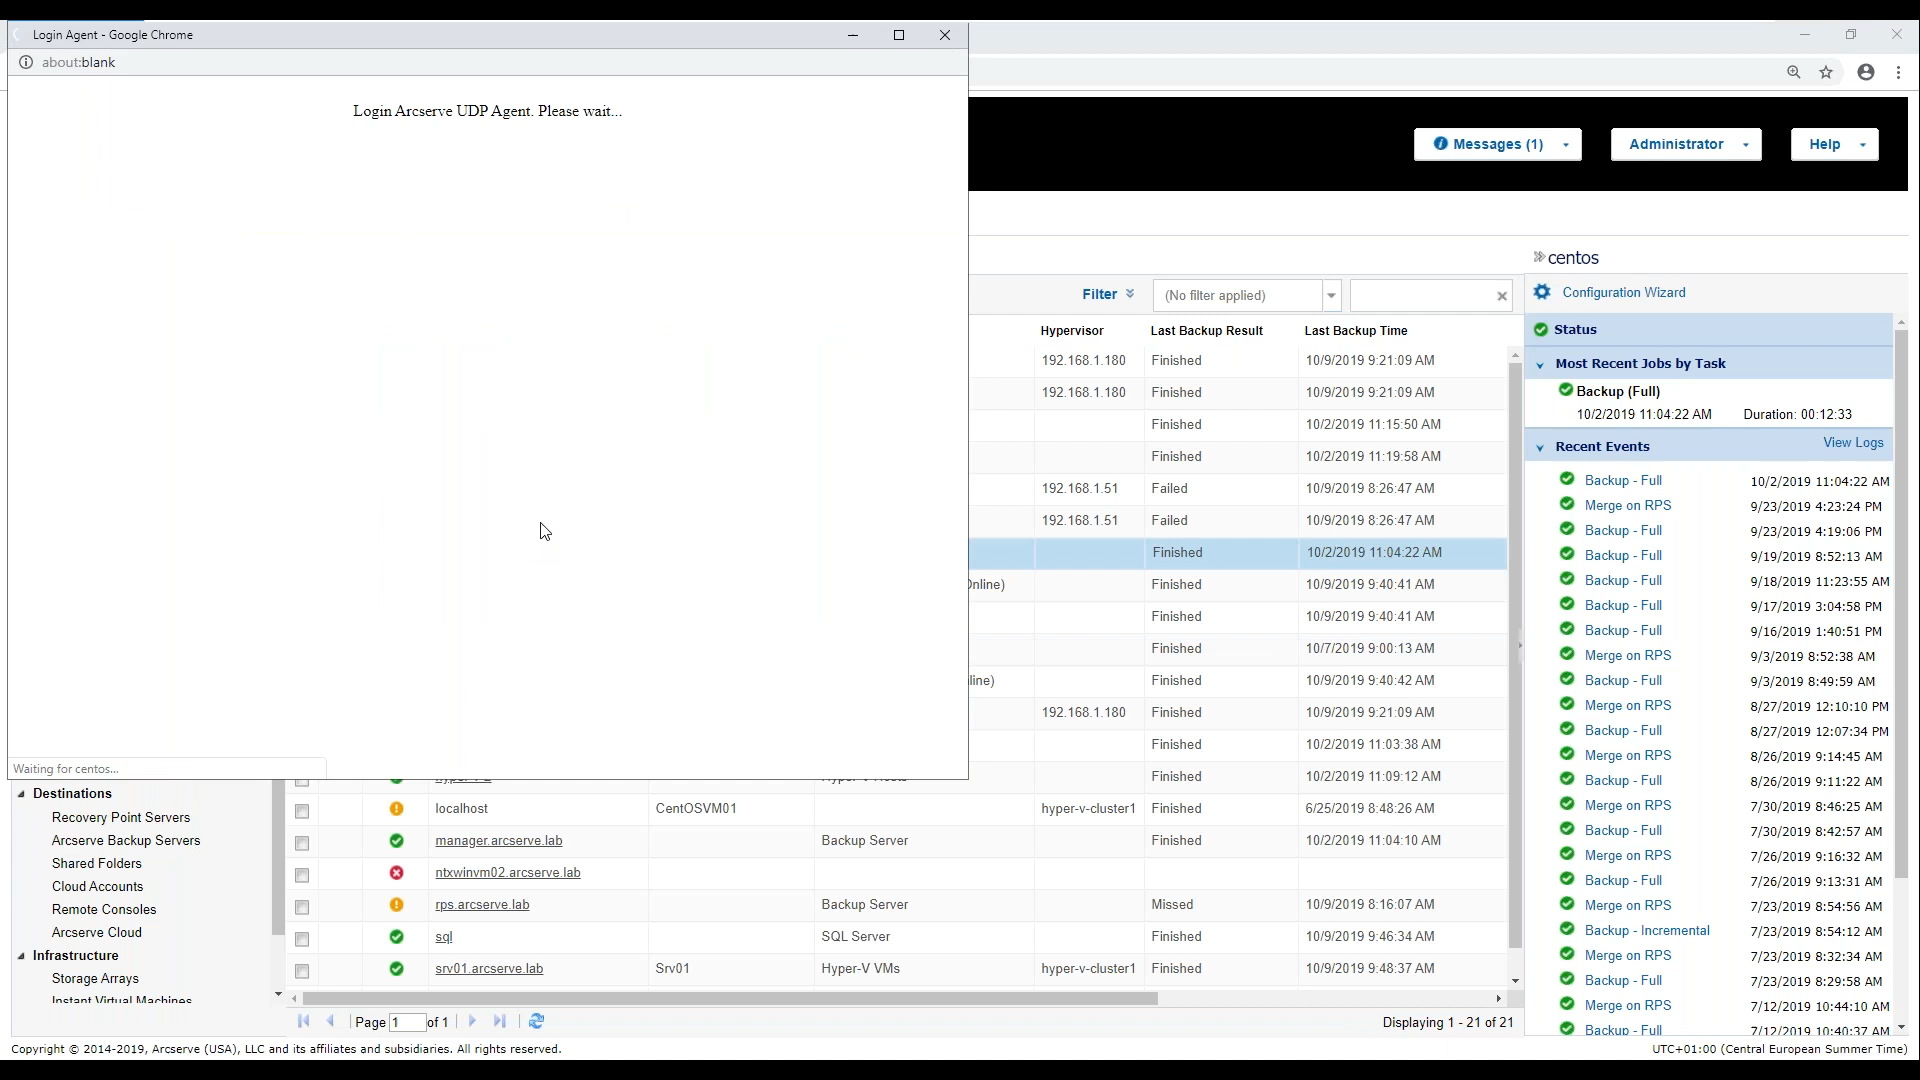 Login Agent - Google Chrome
about:blank
Login Arcserve UDP Agent. Please wait...
Waiting for centos...
Messages (1)
Administrator
Help
Filter
(No filter applied)
Hypervisor Last Backup Result Last Backup Time
192.168.1.180 Finished 10/9/2019 9:21:09 AM
192.168.1.180 Finished 10/9/2019 9:21:09 AM
Finished 10/2/2019 11:15:50 AM
Finished 10/2/2019 11:19:58 AM
192.168.1.51 Failed 10/9/2019 8:26:47 AM
192.168.1.51 Failed 10/9/2019 8:26:47 AM
Finished 10/2/2019 11:04:22 AM
Online) Finished 10/9/2019 9:40:41 AM
Finished 10/9/2019 9:40:41 AM
Finished 10/7/2019 9:00:13 AM
line) Finished 10/9/2019 9:40:42 AM
192.168.1.180 Finished 10/9/2019 9:21:09 AM
Finished 10/2/2019 11:03:38 AM
Finished 10/2/2019 11:09:12 AM
localhost CentOSVM01 hyper-v-cluster1 Finished 6/25/2019 8:48:26 AM
manager.arcserve.lab Backup Server Finished 10/2/2019 11:04:10 AM
ntxwinvm02.arcserve.lab
rps.arcserve.lab Backup Server Missed 10/9/2019 8:16:07 AM
sql SQL Server Finished 10/9/2019 9:46:34 AM
srv01.arcserve.lab Srv01 Hyper-V VMs hyper-v-cluster1 Finished 10/9/2019 9:48:37 AM
Page 1 of 1
Displaying 1 - 21 of 21
Destinations
Recovery Point Servers
Arcserve Backup Servers
Shared Folders
Cloud Accounts
Remote Consoles
Arcserve Cloud
Infrastructure
Storage Arrays
Instant Virtual Machines
centos
Configuration Wizard
Status
Most Recent Jobs by Task
Backup (Full)
10/2/2019 11:04:22 AM Duration: 00:12:33
Recent Events View Logs
Backup - Full 10/2/2019 11:04:22 AM
Merge on RPS 9/23/2019 4:23:24 PM
Backup - Full 9/23/2019 4:19:06 PM
Backup - Full 9/19/2019 8:52:13 AM
Backup - Full 9/18/2019 11:23:55 AM
Backup - Full 9/17/2019 3:04:58 PM
Backup - Full 9/16/2019 1:40:51 PM
Merge on RPS 9/3/2019 8:52:38 AM
Backup - Full 9/3/2019 8:49:59 AM
Merge on RPS 8/27/2019 12:10:10 PM
Backup - Full 8/27/2019 12:07:34 PM
Merge on RPS 8/26/2019 9:14:45 AM
Backup - Full 8/26/2019 9:11:22 AM
Merge on RPS 7/30/2019 8:46:25 AM
Backup - Full 7/30/2019 8:42:57 AM
Merge on RPS 7/26/2019 9:16:32 AM
Backup - Full 7/26/2019 9:13:31 AM
Merge on RPS 7/23/2019 8:54:56 AM
Backup - Incremental 7/23/2019 8:54:12 AM
Merge on RPS 7/23/2019 8:32:34 AM
Backup - Full 7/23/2019 8:29:58 AM
Merge on RPS 7/12/2019 10:44:10 AM
Backup - Full 7/12/2019 10:40:37 AM
Copyright © 2014-2019, Arcserve (USA), LLC and its affiliates and subsidiaries. All rights reserved.
UTC+01:00 (Central European Summer Time)